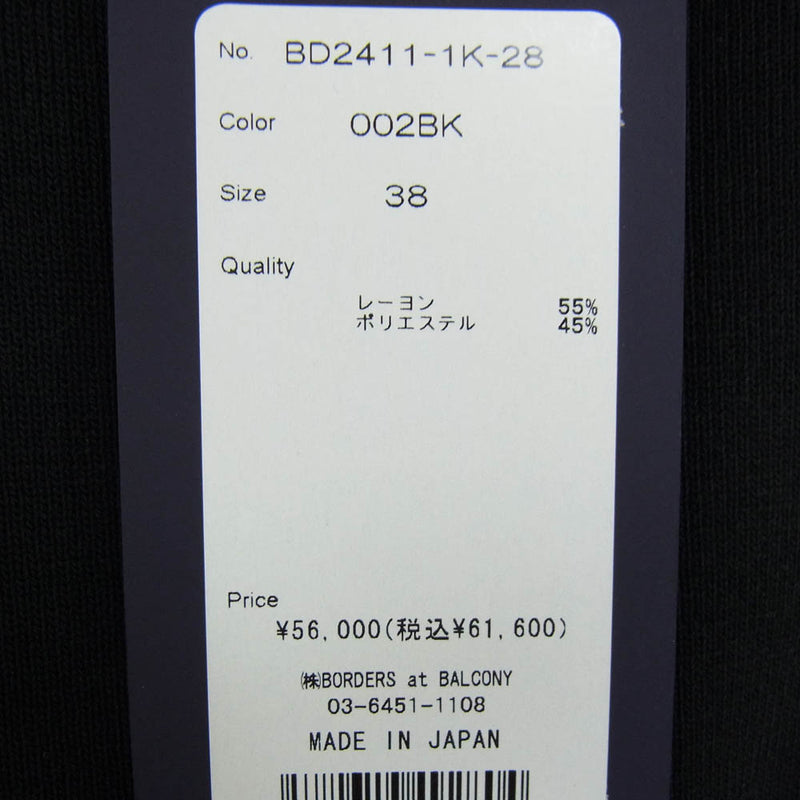 No. BD2411-1K-28
Color 002BK
Size 38
Quality
レーヨン 55%
ポリエステル 45%
Price
¥56,000(税込¥61,600)
㈱BORDERS at BALCONY
03-6451-1108
MADE IN JAPAN